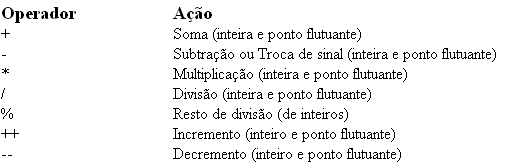 Operador Ação
+ Soma (inteira e ponto flutuante)
- Subtração ou Troca de sinal (inteira e ponto flutuante)
* Multiplicação (inteira e ponto flutuante)
/ Divisão (inteira e ponto flutuante)
% Resto de divisão (de inteiros)
++ Incremento (inteiro e ponto flutuante)
-- Decremento (inteiro e ponto flutuante)